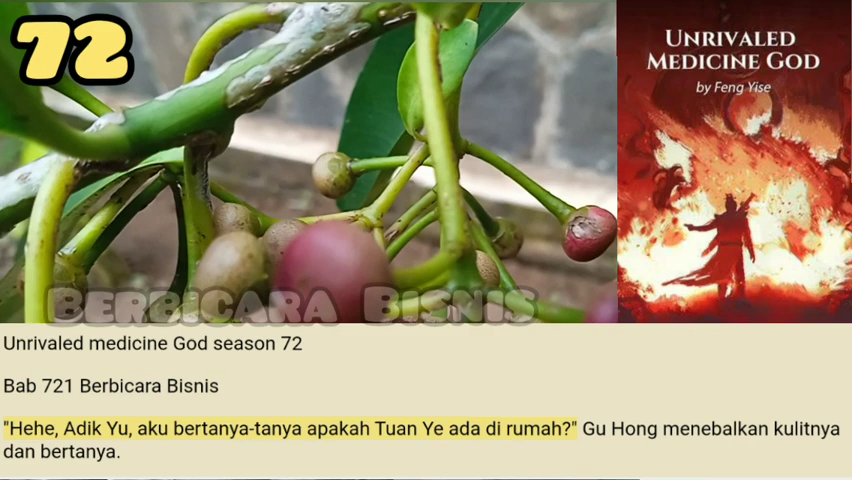 72
UNRIVALED
MEDICINE GOD
by Feng Yise
BERBICARA BISNIS
Unrivaled medicine God season 72
Bab 721 Berbicara Bisnis
"Hehe, Adik Yu, aku bertanya-tanya apakah Tuan Ye ada di rumah?" Gu Hong menebalkan kulitnya
dan bertanya.